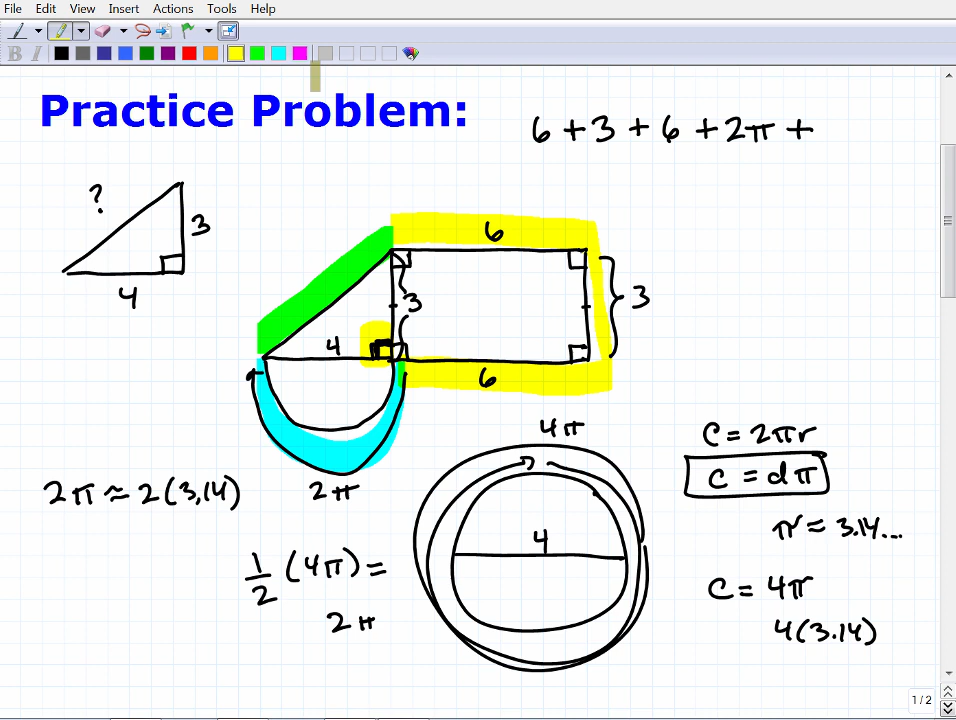 File Edit View Insert Actions Tools Help
B I
Practice Problem:
6 + 3 + 6 + 2π +
?
3
4
6
3
3
4
6
4π
C = 2πr
C = dπ
2π ≈ 2(3,14)
2π
π ≈ 3.14...
4
1/2 (4π) =
C = 4π
2π
4(3.14)
1 / 2